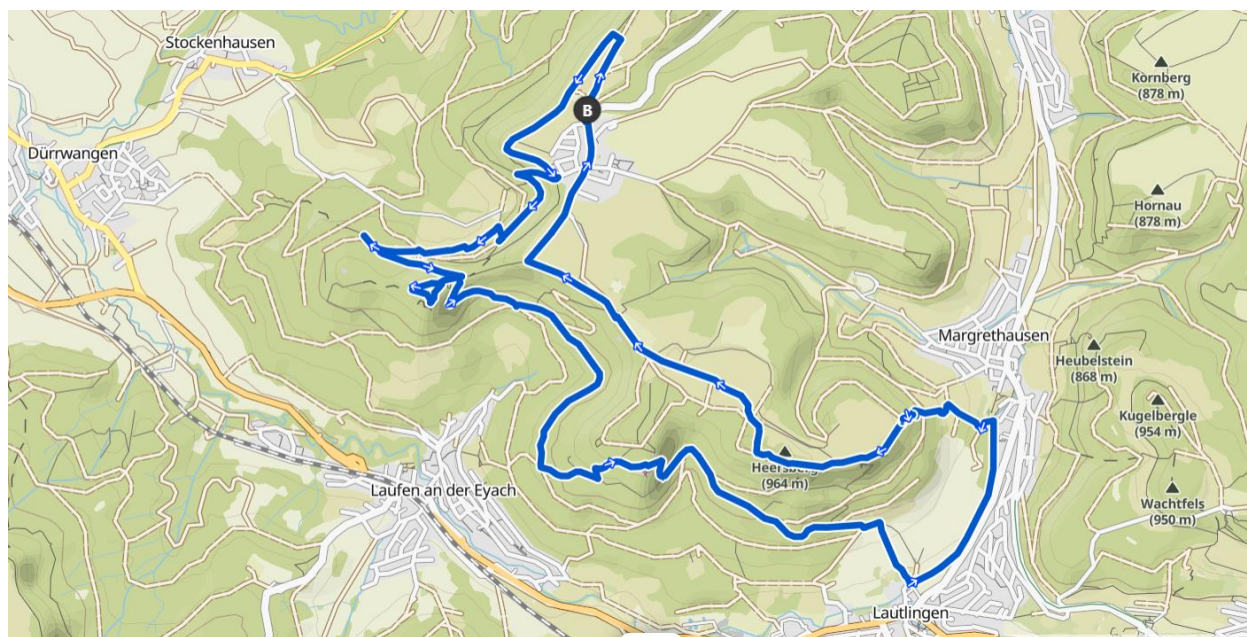 Stockenhausen
Kornberg
(878 m)
B
Dürrwangen
Hornau
(878 m)
Margrethausen
Heubelstein
(868 m)
Kugelbergle
(954 m)
Heersberg
(964 m)
Laufen an der Eyach
Wachtfels
(950 m)
Lautlingen